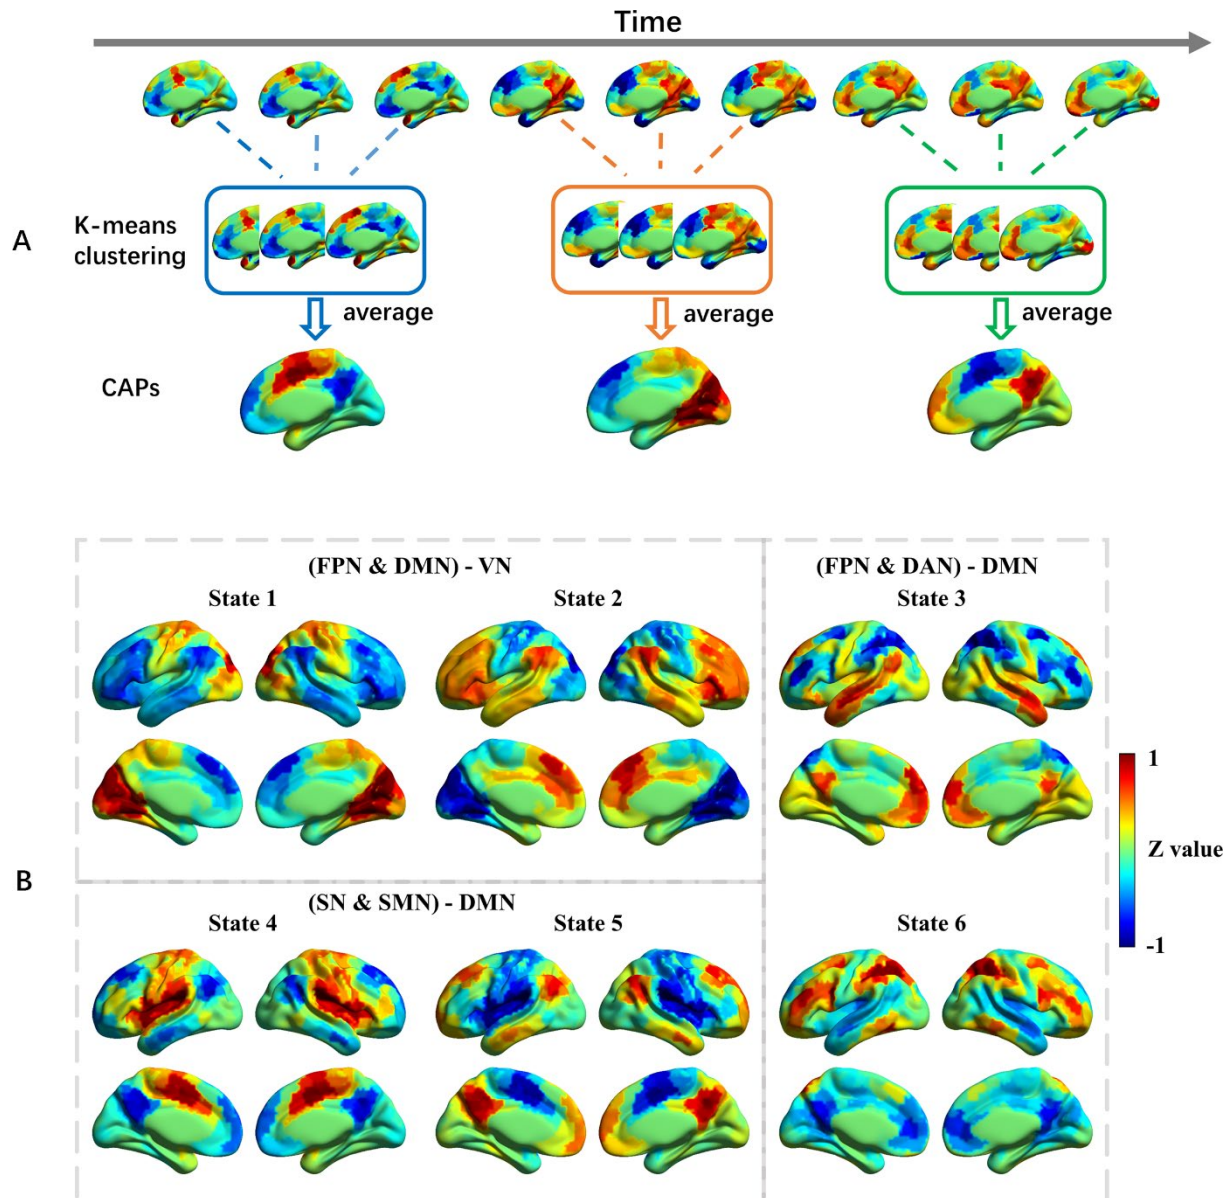 Time
A
K-means
clustering
average
average
average
CAPs
B
(FPN & DMN) - VN
(FPN & DAN) - DMN
State 1
State 2
State 3
1
Z value
-1
(SN & SMN) - DMN
State 4
State 5
State 6